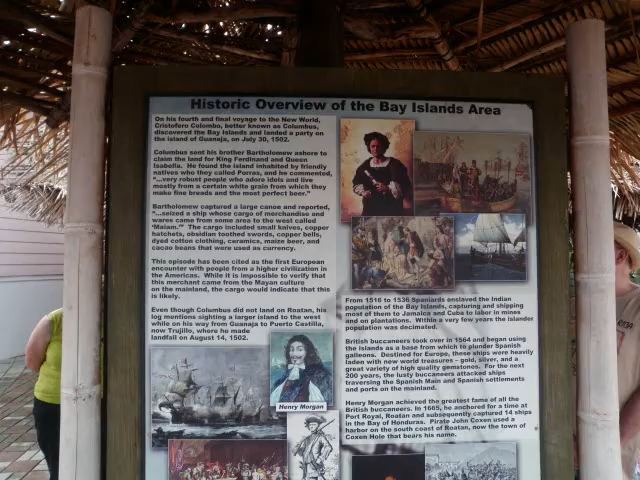 Historic Overview of the Bay Islands Area
On his fourth and final voyage to the New World,
Cristofero Colombo, better known as Columbus,
discovered the Bay Islands and landed a party on
the island of Guanaja, on July 30, 1502.
Columbus sent his brother Bartholomew ashore to
claim the land for King Ferdinand and Queen
Isabella. He found the island inhabited by friendly
natives who they called Porras, and he commented,
"...very robust people who adore idols and live
mostly from a certain white grain from which they
make fine breads and the most perfect beer."
Bartholomew captured a large canoe and reported,
"...seized a ship whose cargo of merchandise and
wares came from some area to the west called
'Maiam.'" The cargo included small knives, copper
hatchets, obsidian toothed swords, copper bells,
dyed cotton clothing, ceramics, maize beer, and
cacao beans that were used as currency.
This episode has been cited as the first European
encounter with people from a higher civilization in
the Americas. While it is impossible to verify that
this merchant came from the Mayan culture
on the mainland, the cargo would indicate that this
is likely.
Even though Columbus did not land on Roatan, his
log mentions sighting a larger island to the west
while on his way from Guanaja to Puerto Castilla,
now Trujillo, where he made
landfall on August 14, 1502.
Henry Morgan
From 1516 to 1536 Spaniards enslaved the Indian
population of the Bay Islands, capturing and shipping
most of them to Jamaica and Cuba to labor in mines
and on plantations. Within a very few years the islander
population was decimated.
British buccaneers took over in 1564 and began using
the islands as a base from which to plunder Spanish
galleons. Destined for Europe, these ships were heavily
laden with new world treasures – gold, silver, and a
great variety of high quality gemstones. For the next
200 years, the lusty buccaneers attacked ships
traversing the Spanish Main and Spanish settlements
and ports on the mainland.
Henry Morgan achieved the greatest fame of all the
British buccaneers. In 1665, he anchored for a time at
Port Royal, Roatan and subsequently captured 14 ships
in the Bay of Honduras. Pirate John Coxen used a
harbor on the south coast of Roatan, now the town of
Coxen Hole that bears his name.